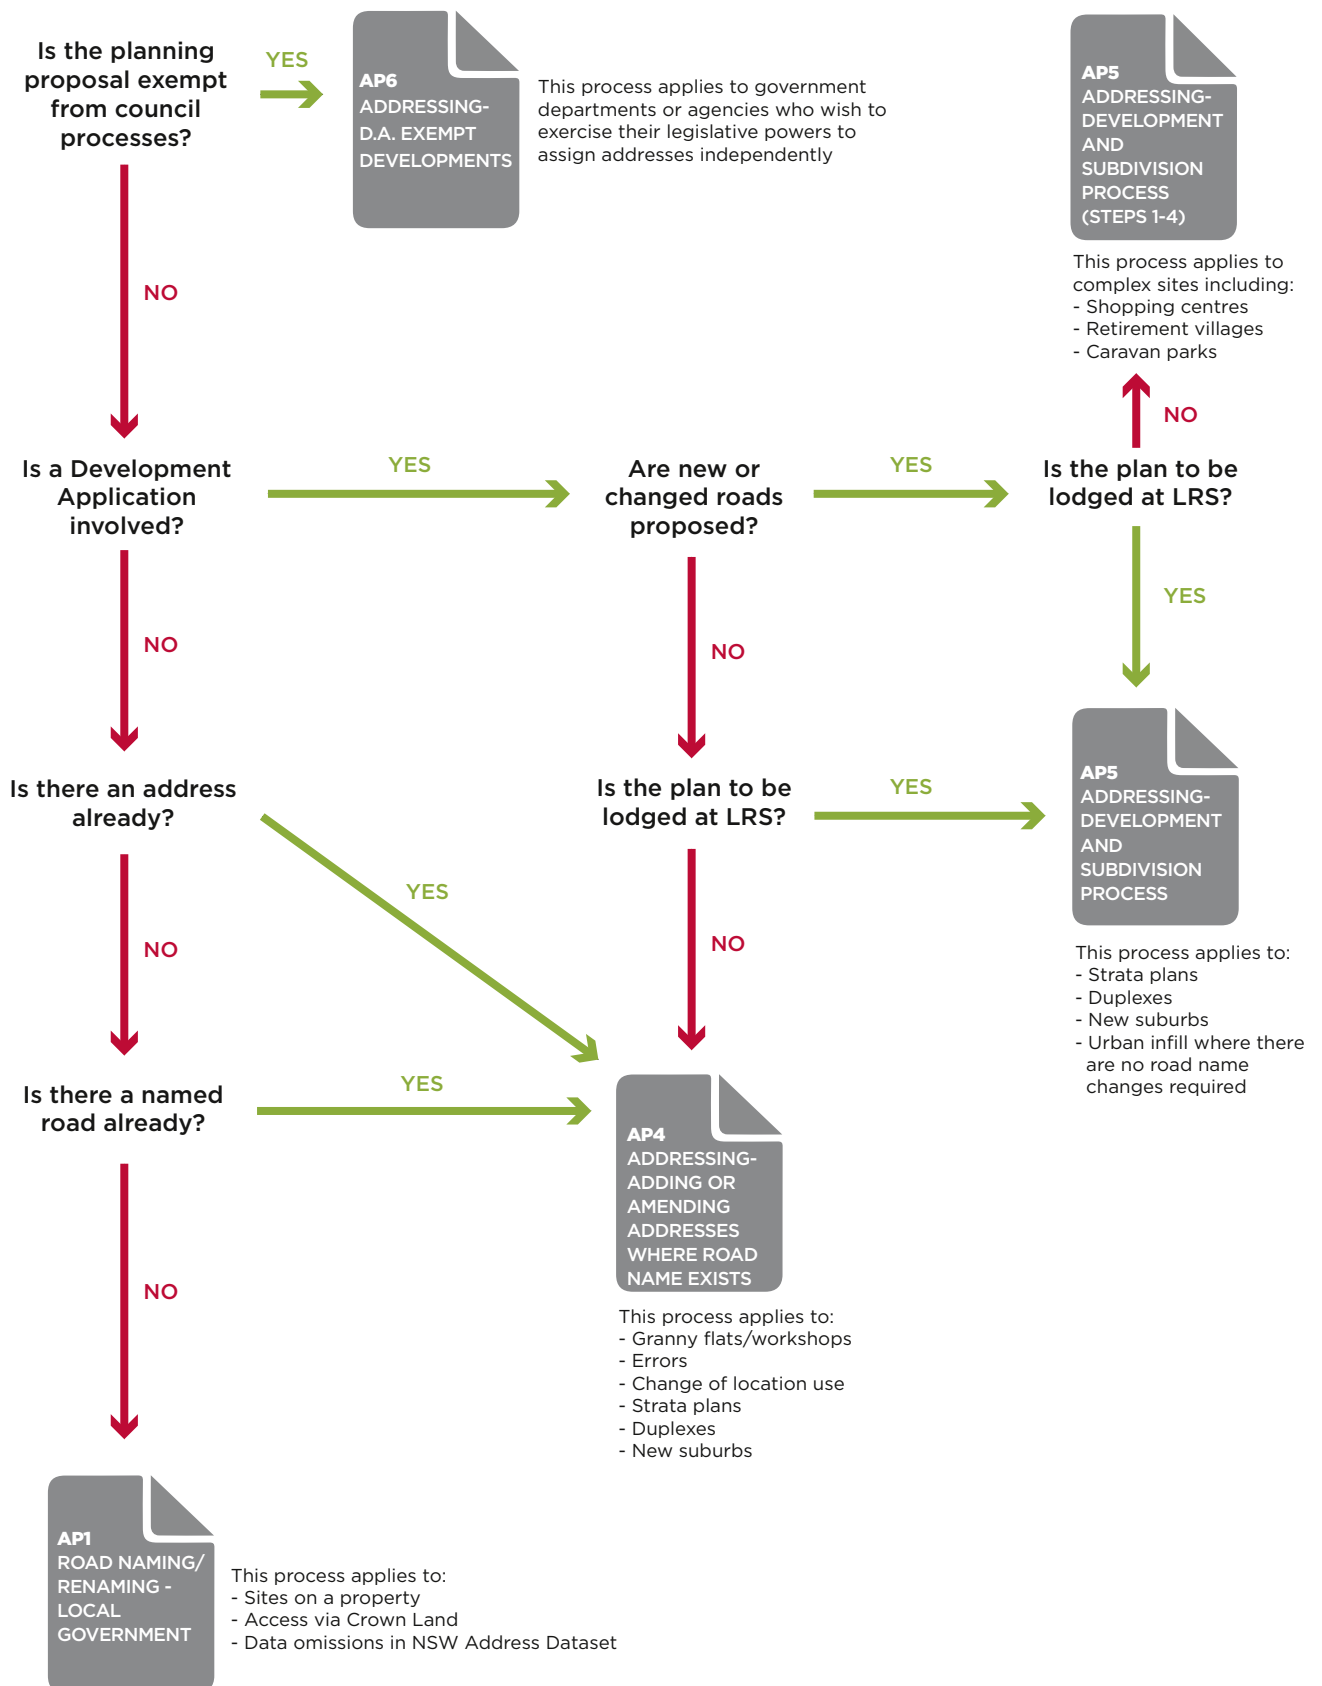 Is the planning
proposal exempt
from council
processes?
YES
AP6
ADDRESSING-
D.A. EXEMPT
DEVELOPMENTS
This process applies to government
departments or agencies who wish to
exercise their legislative powers to
assign addresses independently
AP5
ADDRESSING-
DEVELOPMENT
AND
SUBDIVISION
PROCESS
(STEPS 1-4)
This process applies to
complex sites including:
- Shopping centres
- Retirement villages
- Caravan parks
NO
NO
Is a Development
Application
involved?
YES
Are new or
changed roads
proposed?
YES
Is the plan to be
lodged at LRS?
YES
NO
NO
Is there an address
already?
YES
Is the plan to be
lodged at LRS?
YES
AP5
ADDRESSING-
DEVELOPMENT
AND
SUBDIVISION
PROCESS
This process applies to:
- Strata plans
- Duplexes
- New suburbs
- Urban infill where there
are no road name
changes required
NO
NO
Is there a named
road already?
YES
AP4
ADDRESSING-
ADDING OR
AMENDING
ADDRESSES
WHERE ROAD
NAME EXISTS
This process applies to:
- Granny flats/workshops
- Errors
- Change of location use
- Strata plans
- Duplexes
- New suburbs
NO
AP1
ROAD NAMING/
RENAMING -
LOCAL
GOVERNMENT
This process applies to:
- Sites on a property
- Access via Crown Land
- Data omissions in NSW Address Dataset